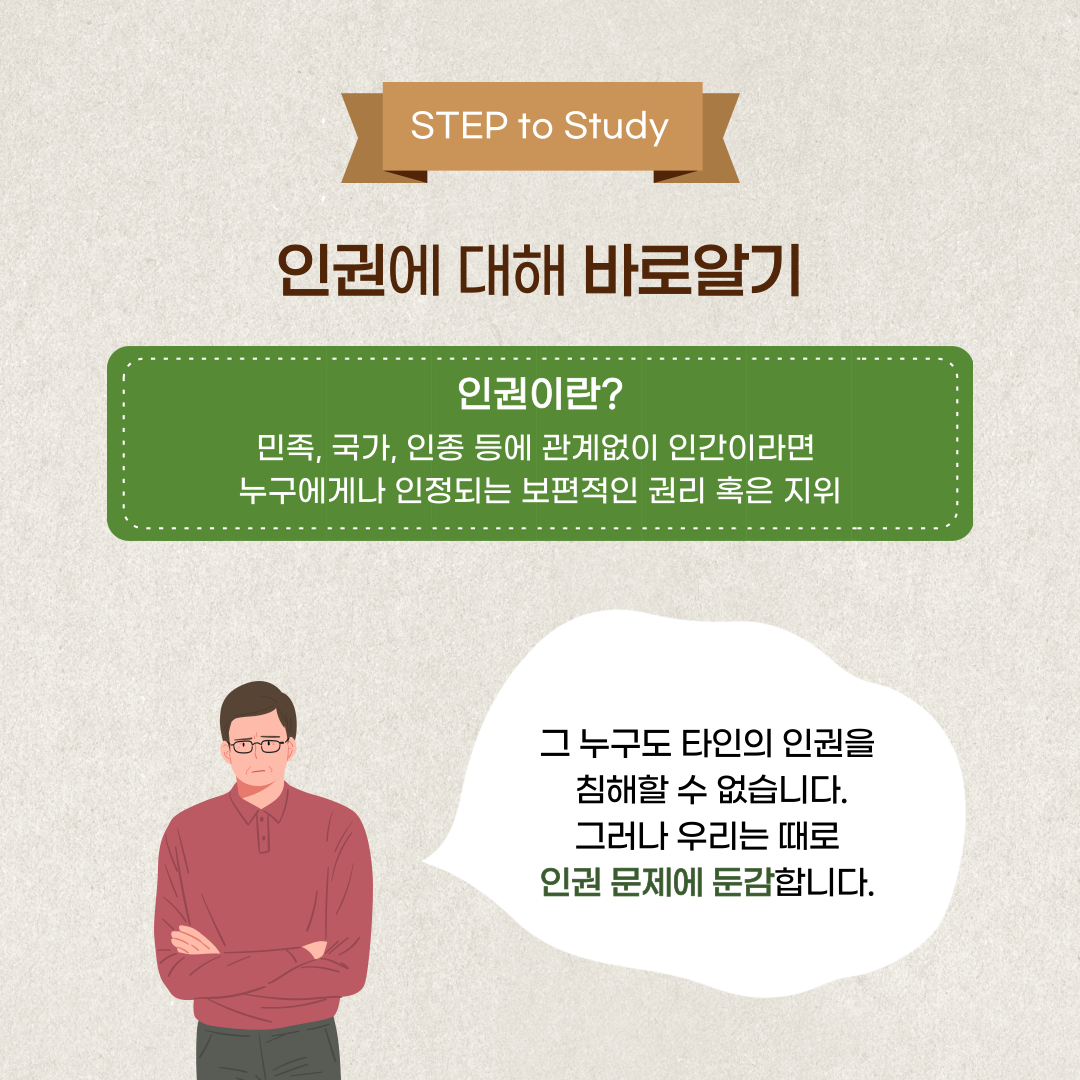 STEP to Study
인권에 대해 바로알기
인권이란?
민족, 국가, 인종 등에 관계없이 인간이라면
누구에게나 인정되는 보편적인 권리 혹은 지위
그 누구도 타인의 인권을
침해할 수 없습니다.
그러나 우리는 때로
인권 문제에 둔감합니다.